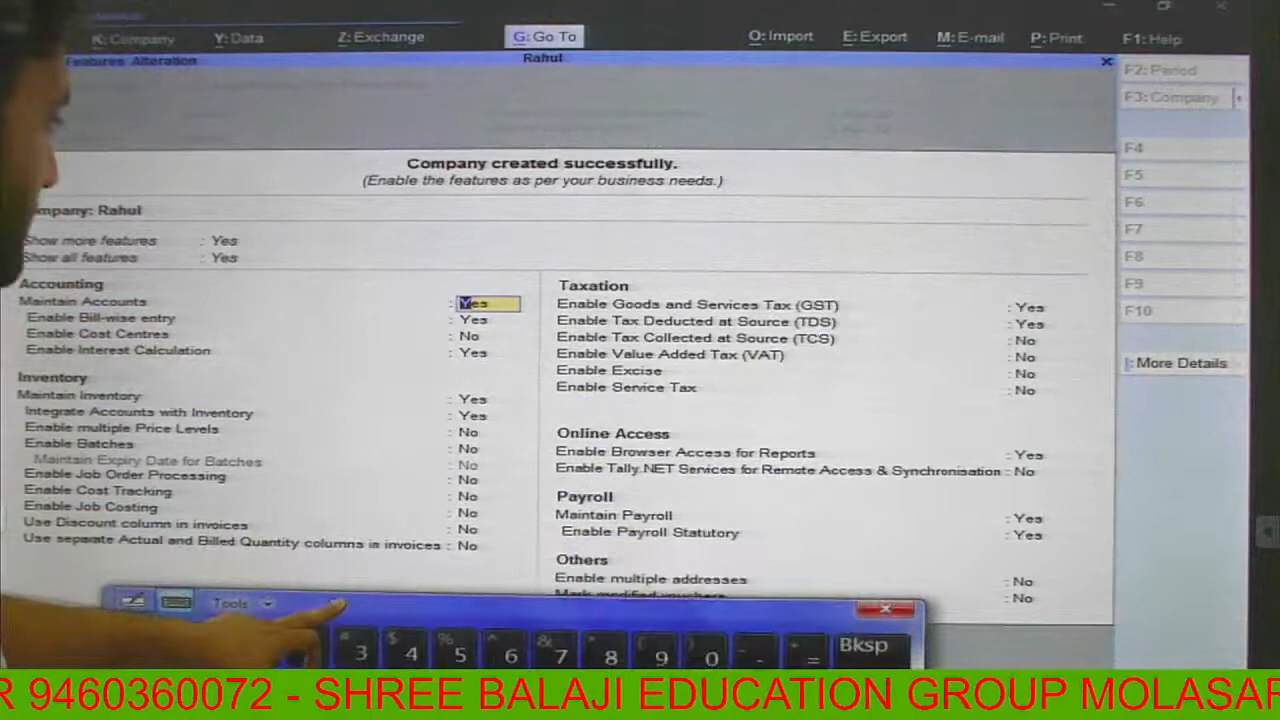 K: Company Y: Data Z: Exchange G: Go To O: Import E: Export M: E-mail P: Print F1: Help
Features Alteration Rahul
F2: Period
F3: Company
F4
F5
F6
F7
F8
F9
F10
: More Details
Company created successfully.
(Enable the features as per your business needs.)
mpany: Rahul
Show more features : Yes
Show all features : Yes
Accounting
Maintain Accounts : Yes
Enable Bill-wise entry : Yes
Enable Cost Centres : No
Enable Interest Calculation : Yes
Inventory
Maintain Inventory : Yes
Integrate Accounts with Inventory : Yes
Enable multiple Price Levels : No
Enable Batches : No
Maintain Expiry Date for Batches : No
Enable Job Order Processing : No
Enable Cost Tracking : No
Enable Job Costing : No
Use Discount column in invoices : No
Use separate Actual and Billed Quantity columns in invoices : No
Taxation
Enable Goods and Services Tax (GST) : Yes
Enable Tax Deducted at Source (TDS) : Yes
Enable Tax Collected at Source (TCS) : No
Enable Value Added Tax (VAT) : No
Enable Excise : No
Enable Service Tax : No
Online Access
Enable Browser Access for Reports : Yes
Enable Tally.NET Services for Remote Access & Synchronisation : No
Payroll
Maintain Payroll : Yes
Enable Payroll Statutory : Yes
Others
Enable multiple addresses : No
Mark modified vouchers : No
Tools
# 3 $ 4 % 5 ^ 6 & 7 * 8 ( 9 ) 0 _ - + = Bksp
R 9460360072 - SHREE BALAJI EDUCATION GROUP MOLASAR